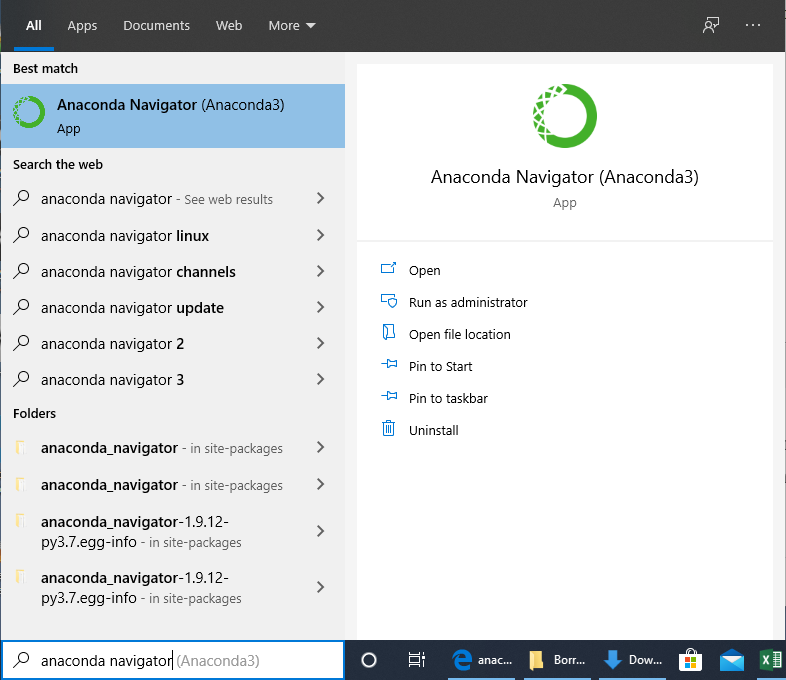 All Apps Documents Web More
Best match
Anaconda Navigator (Anaconda3)
App
Search the web
anaconda navigator - See web results
anaconda navigator linux
anaconda navigator channels
anaconda navigator update
anaconda navigator 2
anaconda navigator 3
Folders
anaconda_navigator - in site-packages
anaconda_navigator - in site-packages
anaconda_navigator-1.9.12-
py3.7.egg-info - in site-packages
anaconda_navigator-1.9.12-
py3.7.egg-info - in site-packages
Anaconda Navigator (Anaconda3)
App
Open
Run as administrator
Open file location
Pin to Start
Pin to taskbar
Uninstall
anaconda navigator (Anaconda3)
anac... Borr... Dow...